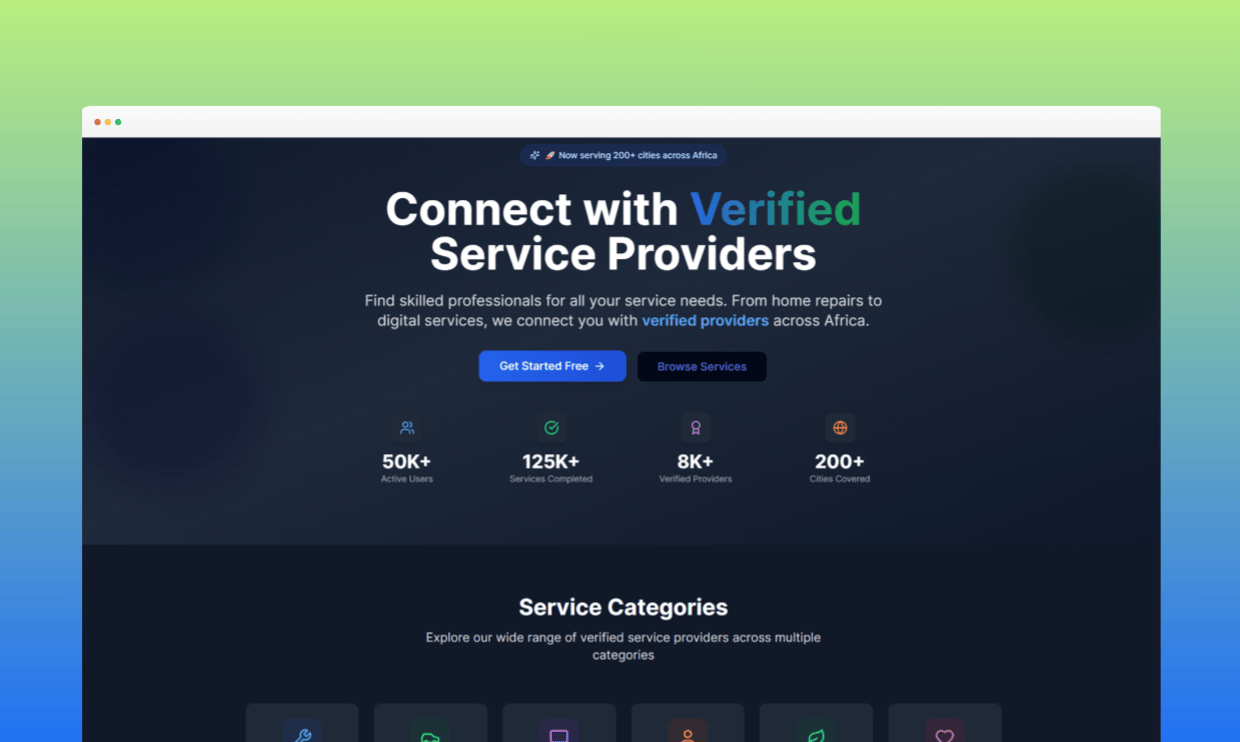 🚀 Now serving 200+ cities across Africa
Connect with Verified
Service Providers
Find skilled professionals for all your service needs. From home repairs to
digital services, we connect you with verified providers across Africa.
Get Started Free →
Browse Services
50K+
Active Users
125K+
Services Completed
8K+
Verified Providers
200+
Cities Covered
Service Categories
Explore our wide range of verified service providers across multiple
categories